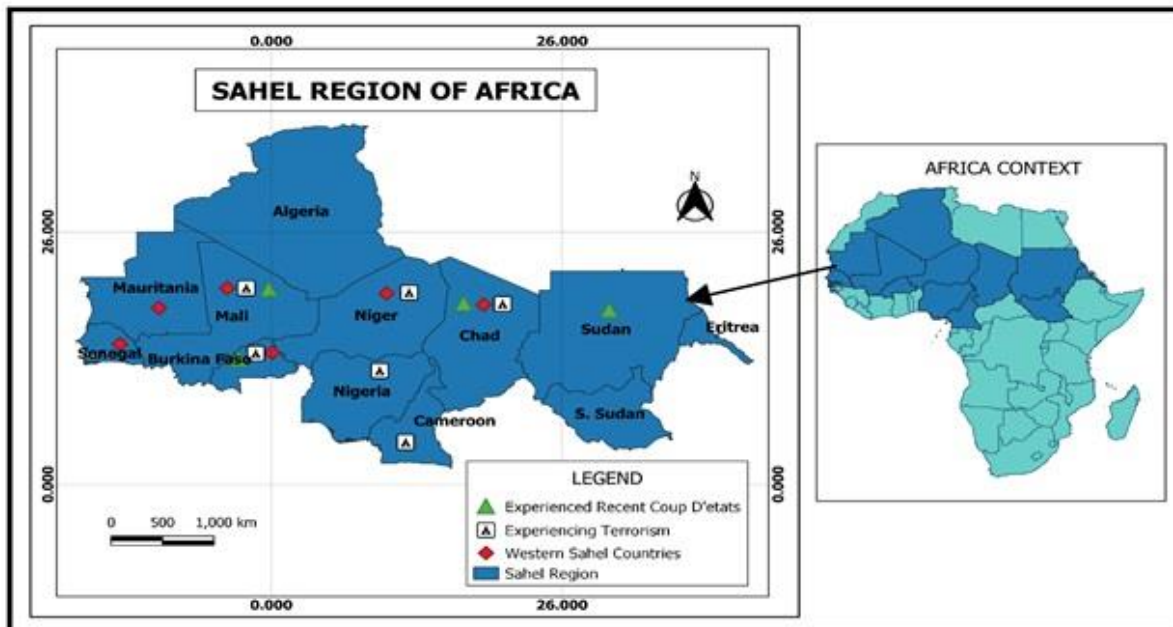 0.000 26.000
SAHEL REGION OF AFRICA
N
Algeria
26.000 26.000
Mauritania
Mali
Niger
Chad
Sudan
Eritrea
Senegal
Burkina Faso
Nigeria
Cameroon
S. Sudan
0.000 0.000
LEGEND
Experienced Recent Coup D'etats
Experiencing Terrorism
Western Sahel Countries
Sahel Region
0 500 1,000 km
0.000 26.000
AFRICA CONTEXT